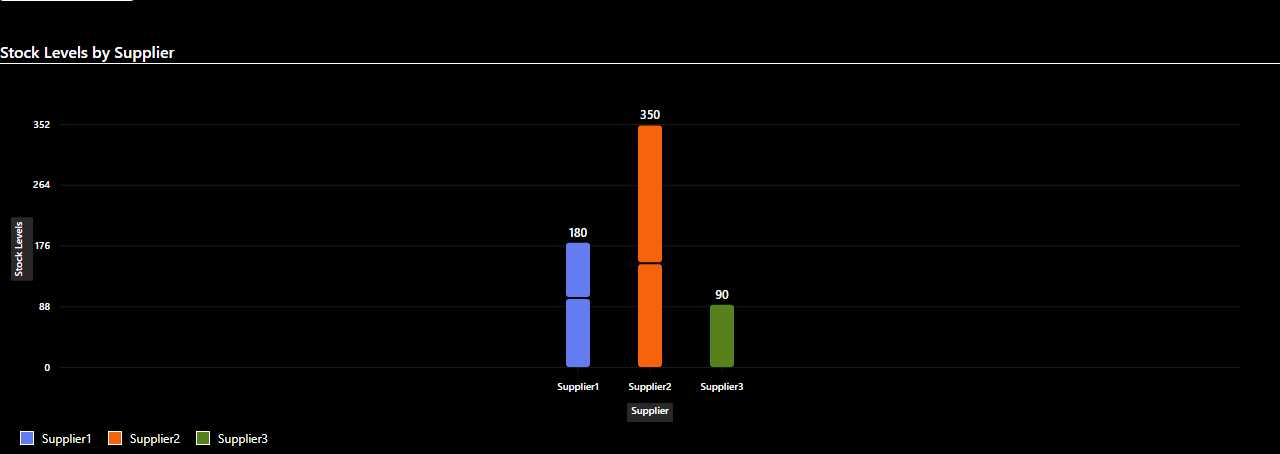 Stock Levels by Supplier
350
352
264
180
Stock Levels
176
90
88
0
Supplier1 Supplier2 Supplier3
Supplier
Supplier1 Supplier2 Supplier3